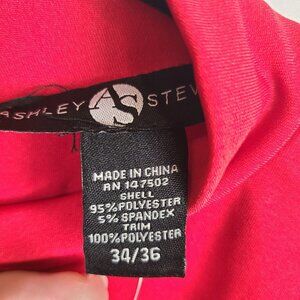 ASHLEY AS STEV
MADE IN CHINA
RN 147502
SHELL
95%POLYESTER
5% SPANDEX
TRIM
100%POLYESTER
34/36